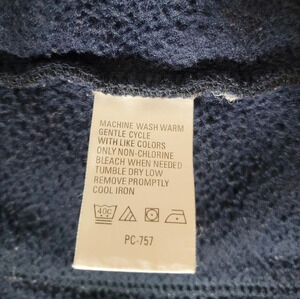 MACHINE WASH WARM
GENTLE CYCLE
WITH LIKE COLORS
ONLY NON-CHLORINE
BLEACH WHEN NEEDED
TUMBLE DRY LOW
REMOVE PROMPTLY
COOL IRON
40C
PC-757